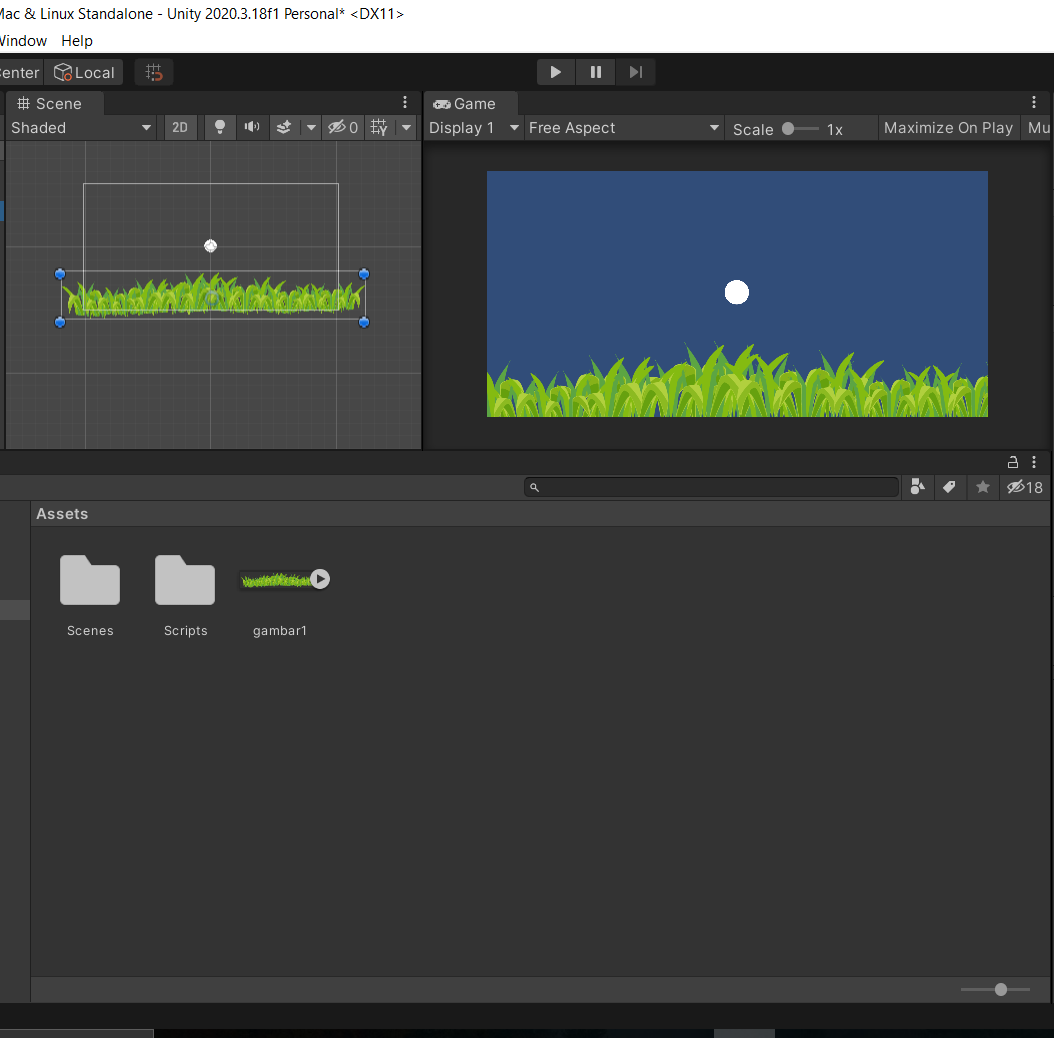 Mac & Linux Standalone - Unity 2020.3.18f1 Personal* <DX11>
Window Help
Center Local
Scene
Game
Shaded 2D 0
Display 1 Free Aspect Scale 1x Maximize On Play Mu
18
Assets
Scenes Scripts gambar1